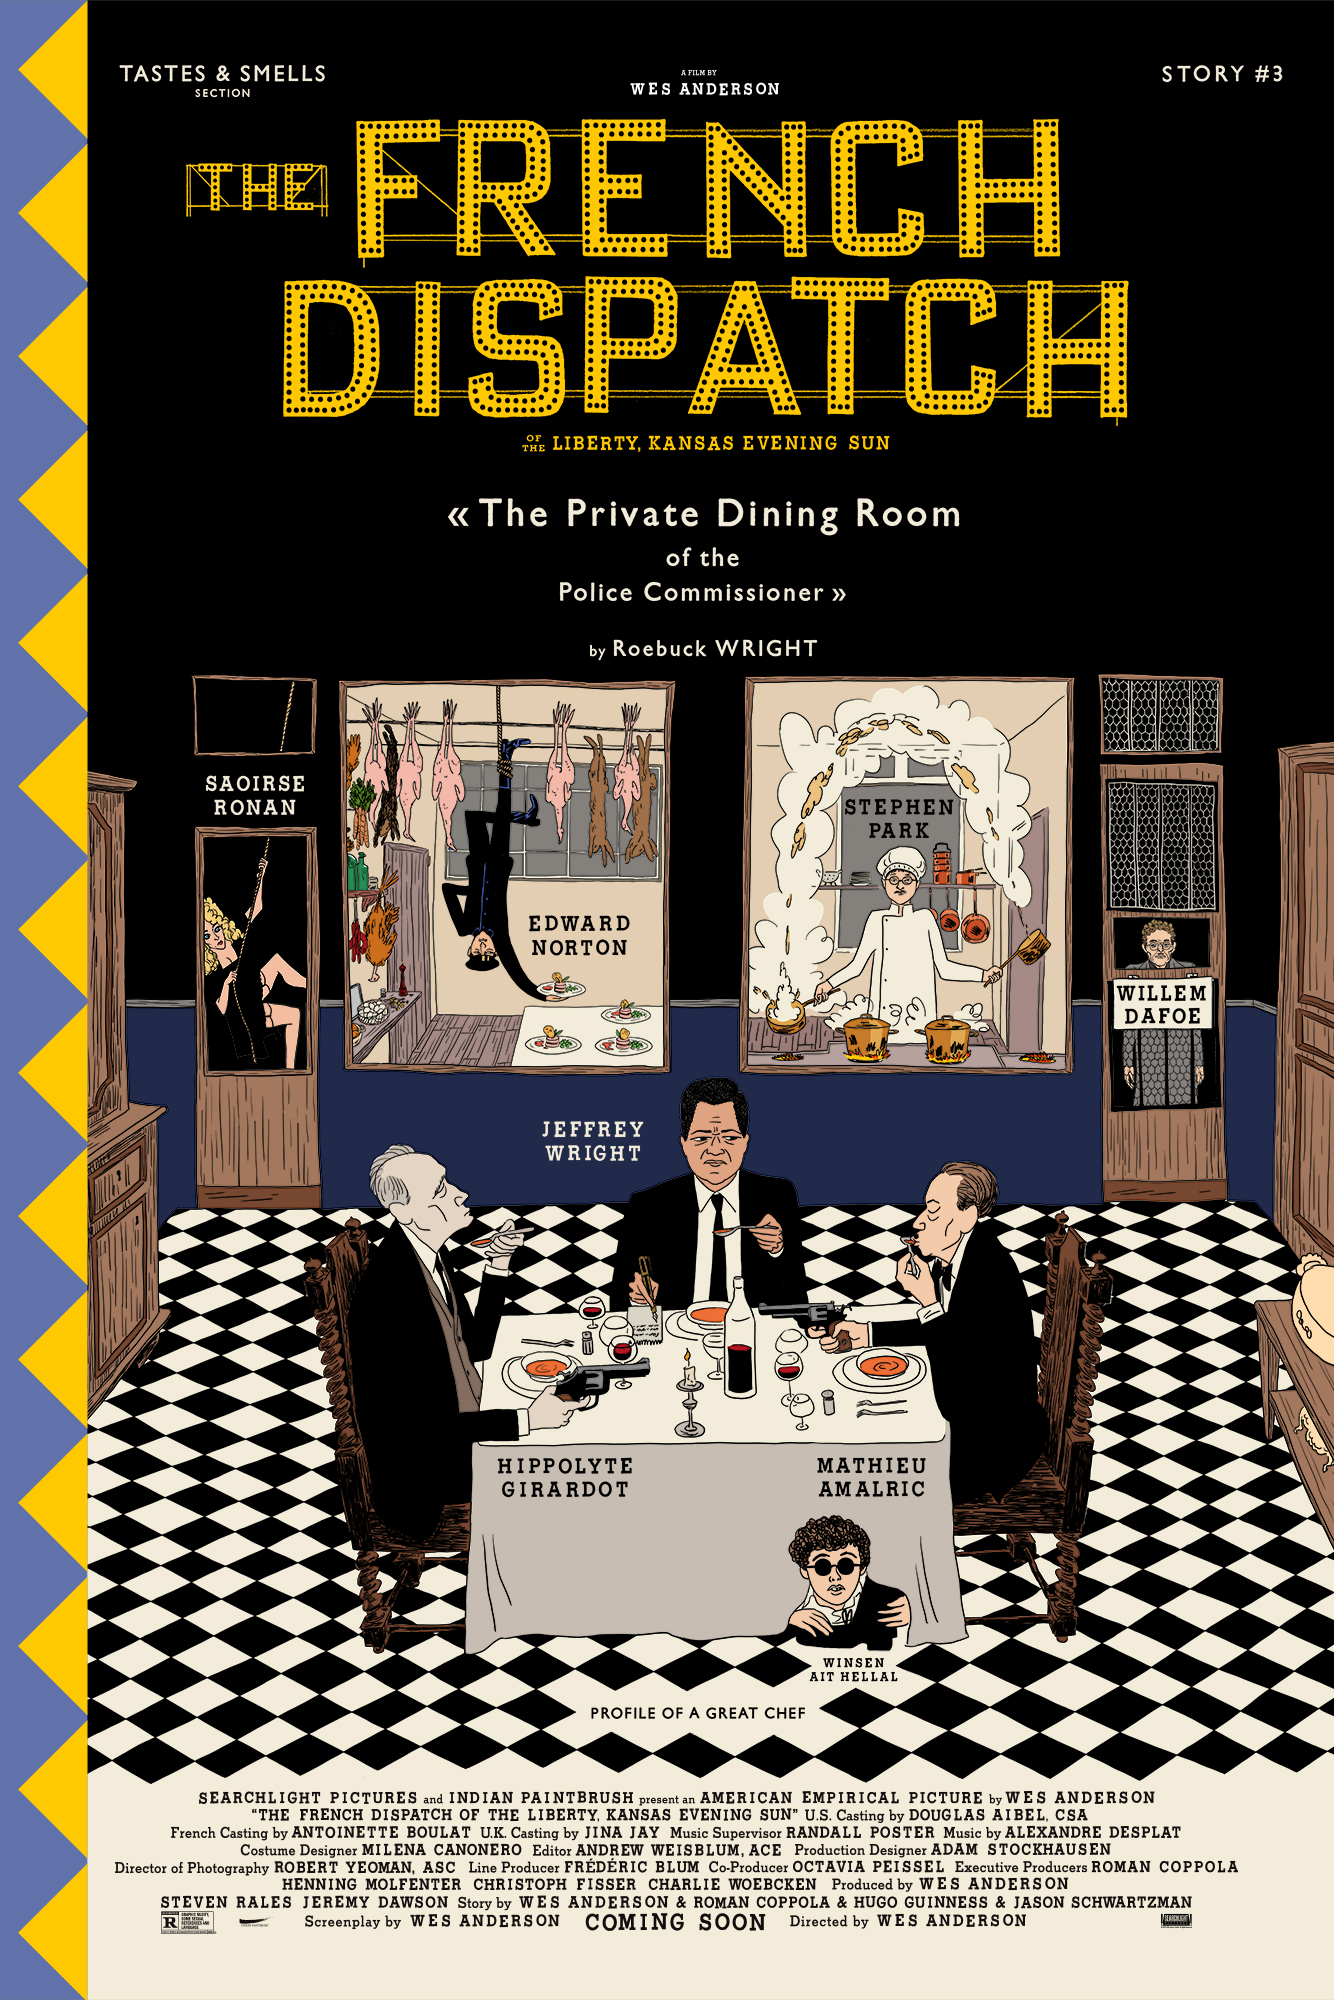 TASTES & SMELLS
SECTION
A FILM BY
WES ANDERSON
STORY #3
THE FRENCH
DISPATCH
OF THE LIBERTY, KANSAS EVENING SUN
« The Private Dining Room
of the
Police Commissioner »
by Roebuck WRIGHT
SAOIRSE
RONAN
EDWARD
NORTON
STEPHEN
PARK
WILLEM
DAFOE
JEFFREY
WRIGHT
HIPPOLYTE
GIRARDOT
MATHIEU
AMALRIC
WINSEN
AIT HELLAL
PROFILE OF A GREAT CHEF
SEARCHLIGHT PICTURES and INDIAN PAINTBRUSH present an AMERICAN EMPIRICAL PICTURE by WES ANDERSON
“THE FRENCH DISPATCH OF THE LIBERTY, KANSAS EVENING SUN” U.S. Casting by DOUGLAS AIBEL, CSA
French Casting by ANTOINETTE BOULAT U.K. Casting by JINA JAY Music Supervisor RANDALL POSTER Music by ALEXANDRE DESPLAT
Costume Designer MILENA CANONERO Editor ANDREW WEISBLUM, ACE Production Designer ADAM STOCKHAUSEN
Director of Photography ROBERT YEOMAN, ASC Line Producer FRÉDÉRIC BLUM Co-Producer OCTAVIA PEISSEL Executive Producers ROMAN COPPOLA
HENNING MOLFENTER CHRISTOPH FISSER CHARLIE WOEBCKEN Produced by WES ANDERSON
STEVEN RALES JEREMY DAWSON Story by WES ANDERSON & ROMAN COPPOLA & HUGO GUINNESS & JASON SCHWARTZMAN
R
Screenplay by WES ANDERSON COMING SOON Directed by WES ANDERSON